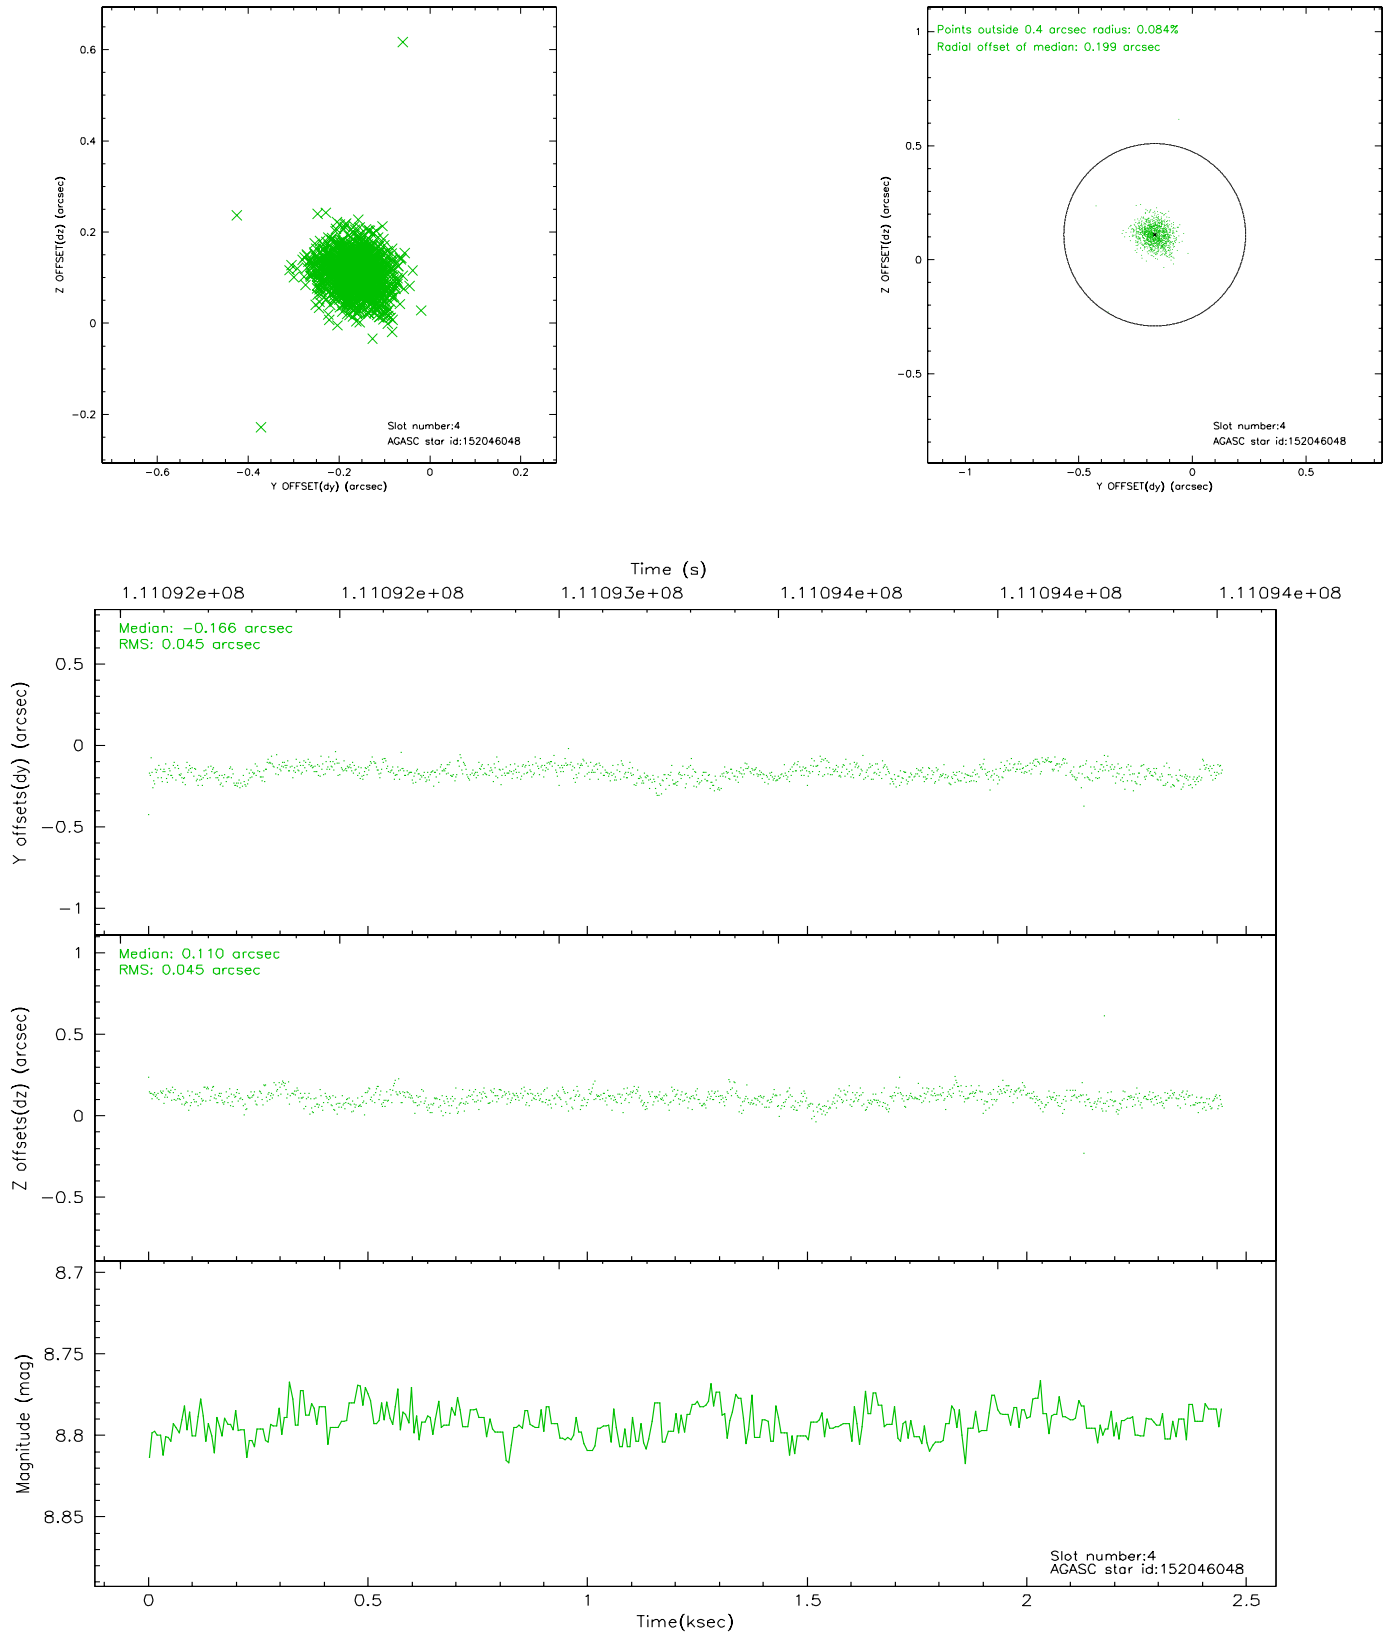 0.6
0.4
0.2
0
−0.2
Z OFFSET(dz) (arcsec)
Slot number:4
AGASC star id:152046048
−0.6 −0.4 −0.2 0 0.2
Y OFFSET(dy) (arcsec)
Points outside 0.4 arcsec radius: 0.084%
Radial offset of median: 0.199 arcsec
1
0.5
0
−0.5
Z OFFSET(dz) (arcsec)
Slot number:4
AGASC star id:152046048
−1 −0.5 0 0.5
Y OFFSET(dy) (arcsec)
Time (s)
1.11092e+08 1.11092e+08 1.11093e+08 1.11094e+08 1.11094e+08 1.11094e+08
Median: −0.166 arcsec
RMS: 0.045 arcsec
0.5
0
−0.5
−1
Y offsets(dy) (arcsec)
Median: 0.110 arcsec
RMS: 0.045 arcsec
1
0.5
0
−0.5
Z offsets(dz) (arcsec)
8.7
8.75
8.8
8.85
Magnitude (mag)
Slot number:4
AGASC star id:152046048
0 0.5 1 1.5 2 2.5
Time(ksec)